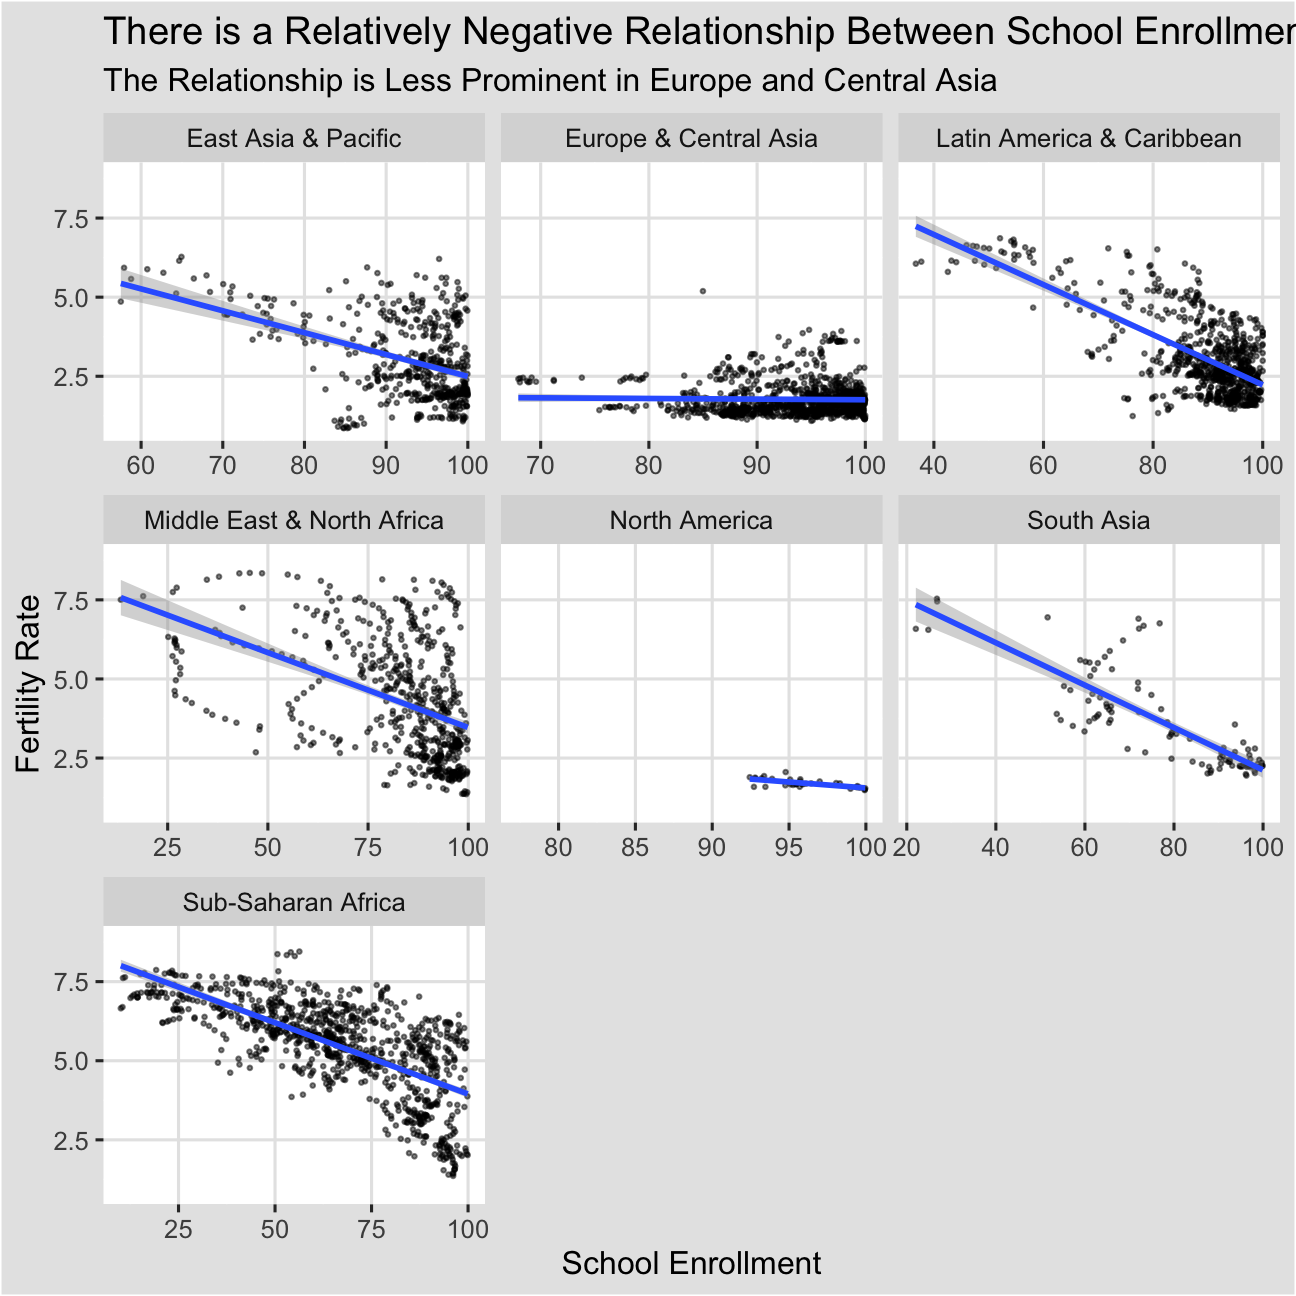 There is a Relatively Negative Relationship Between School Enrollmen
The Relationship is Less Prominent in Europe and Central Asia
East Asia & Pacific
Europe & Central Asia
Latin America & Caribbean
7.5
5.0
2.5
60 70 80 90 100
70 80 90 100
40 60 80 100
Middle East & North Africa
North America
South Asia
7.5
5.0
2.5
25 50 75 100
80 85 90 95 100
20 40 60 80 100
Fertility Rate
Sub-Saharan Africa
7.5
5.0
2.5
25 50 75 100
School Enrollment